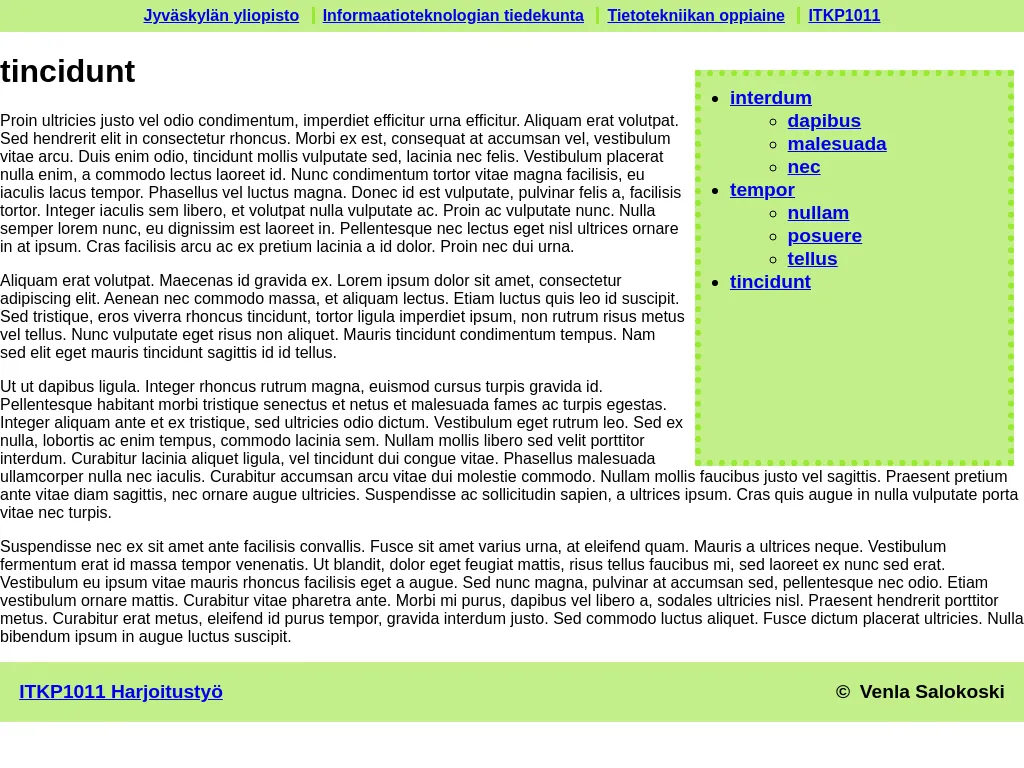 Jyväskylän yliopisto Informaatioteknologian tiedekunta Tietotekniikan oppiaine ITKP1011
tincidunt
Proin ultricies justo vel odio condimentum, imperdiet efficitur urna efficitur. Aliquam erat volutpat.
Sed hendrerit elit in consectetur rhoncus. Morbi ex est, consequat at accumsan vel, vestibulum
vitae arcu. Duis enim odio, tincidunt mollis vulputate sed, lacinia nec felis. Vestibulum placerat
nulla enim, a commodo lectus laoreet id. Nunc condimentum tortor vitae magna facilisis, eu
iaculis lacus tempor. Phasellus vel luctus magna. Donec id est vulputate, pulvinar felis a, facilisis
tortor. Integer iaculis sem libero, et volutpat nulla vulputate ac. Proin ac vulputate nunc. Nulla
semper lorem nunc, eu dignissim est laoreet in. Pellentesque nec lectus eget nisl ultrices ornare
in at ipsum. Cras facilisis arcu ac ex pretium lacinia a id dolor. Proin nec dui urna.
Aliquam erat volutpat. Maecenas id gravida ex. Lorem ipsum dolor sit amet, consectetur
adipiscing elit. Aenean nec commodo massa, et aliquam lectus. Etiam luctus quis leo id suscipit.
Sed tristique, eros viverra rhoncus tincidunt, tortor ligula imperdiet ipsum, non rutrum risus metus
vel tellus. Nunc vulputate eget risus non aliquet. Mauris tincidunt condimentum tempus. Nam
sed elit eget mauris tincidunt sagittis id id tellus.
Ut ut dapibus ligula. Integer rhoncus rutrum magna, euismod cursus turpis gravida id.
Pellentesque habitant morbi tristique senectus et netus et malesuada fames ac turpis egestas.
Integer aliquam ante et ex tristique, sed ultricies odio dictum. Vestibulum eget rutrum leo. Sed ex
nulla, lobortis ac enim tempus, commodo lacinia sem. Nullam mollis libero sed velit porttitor
interdum. Curabitur lacinia aliquet ligula, vel tincidunt dui congue vitae. Phasellus malesuada
ullamcorper nulla nec iaculis. Curabitur accumsan arcu vitae dui molestie commodo. Nullam mollis faucibus justo vel sagittis. Praesent pretium
ante vitae diam sagittis, nec ornare augue ultricies. Suspendisse ac sollicitudin sapien, a ultrices ipsum. Cras quis augue in nulla vulputate porta
vitae nec turpis.
Suspendisse nec ex sit amet ante facilisis convallis. Fusce sit amet varius urna, at eleifend quam. Mauris a ultrices neque. Vestibulum
fermentum erat id massa tempor venenatis. Ut blandit, dolor eget feugiat mattis, risus tellus faucibus mi, sed laoreet ex nunc sed erat.
Vestibulum eu ipsum vitae mauris rhoncus facilisis eget a augue. Sed nunc magna, pulvinar at accumsan sed, pellentesque nec odio. Etiam
vestibulum ornare mattis. Curabitur vitae pharetra ante. Morbi mi purus, dapibus vel libero a, sodales ultricies nisl. Praesent hendrerit porttitor
metus. Curabitur erat metus, eleifend id purus tempor, gravida interdum justo. Sed commodo luctus aliquet. Fusce dictum placerat ultricies. Nulla
bibendum ipsum in augue luctus suscipit.
interdum
dapibus
malesuada
nec
tempor
nullam
posuere
tellus
tincidunt
ITKP1011 Harjoitustyö
© Venla Salokoski